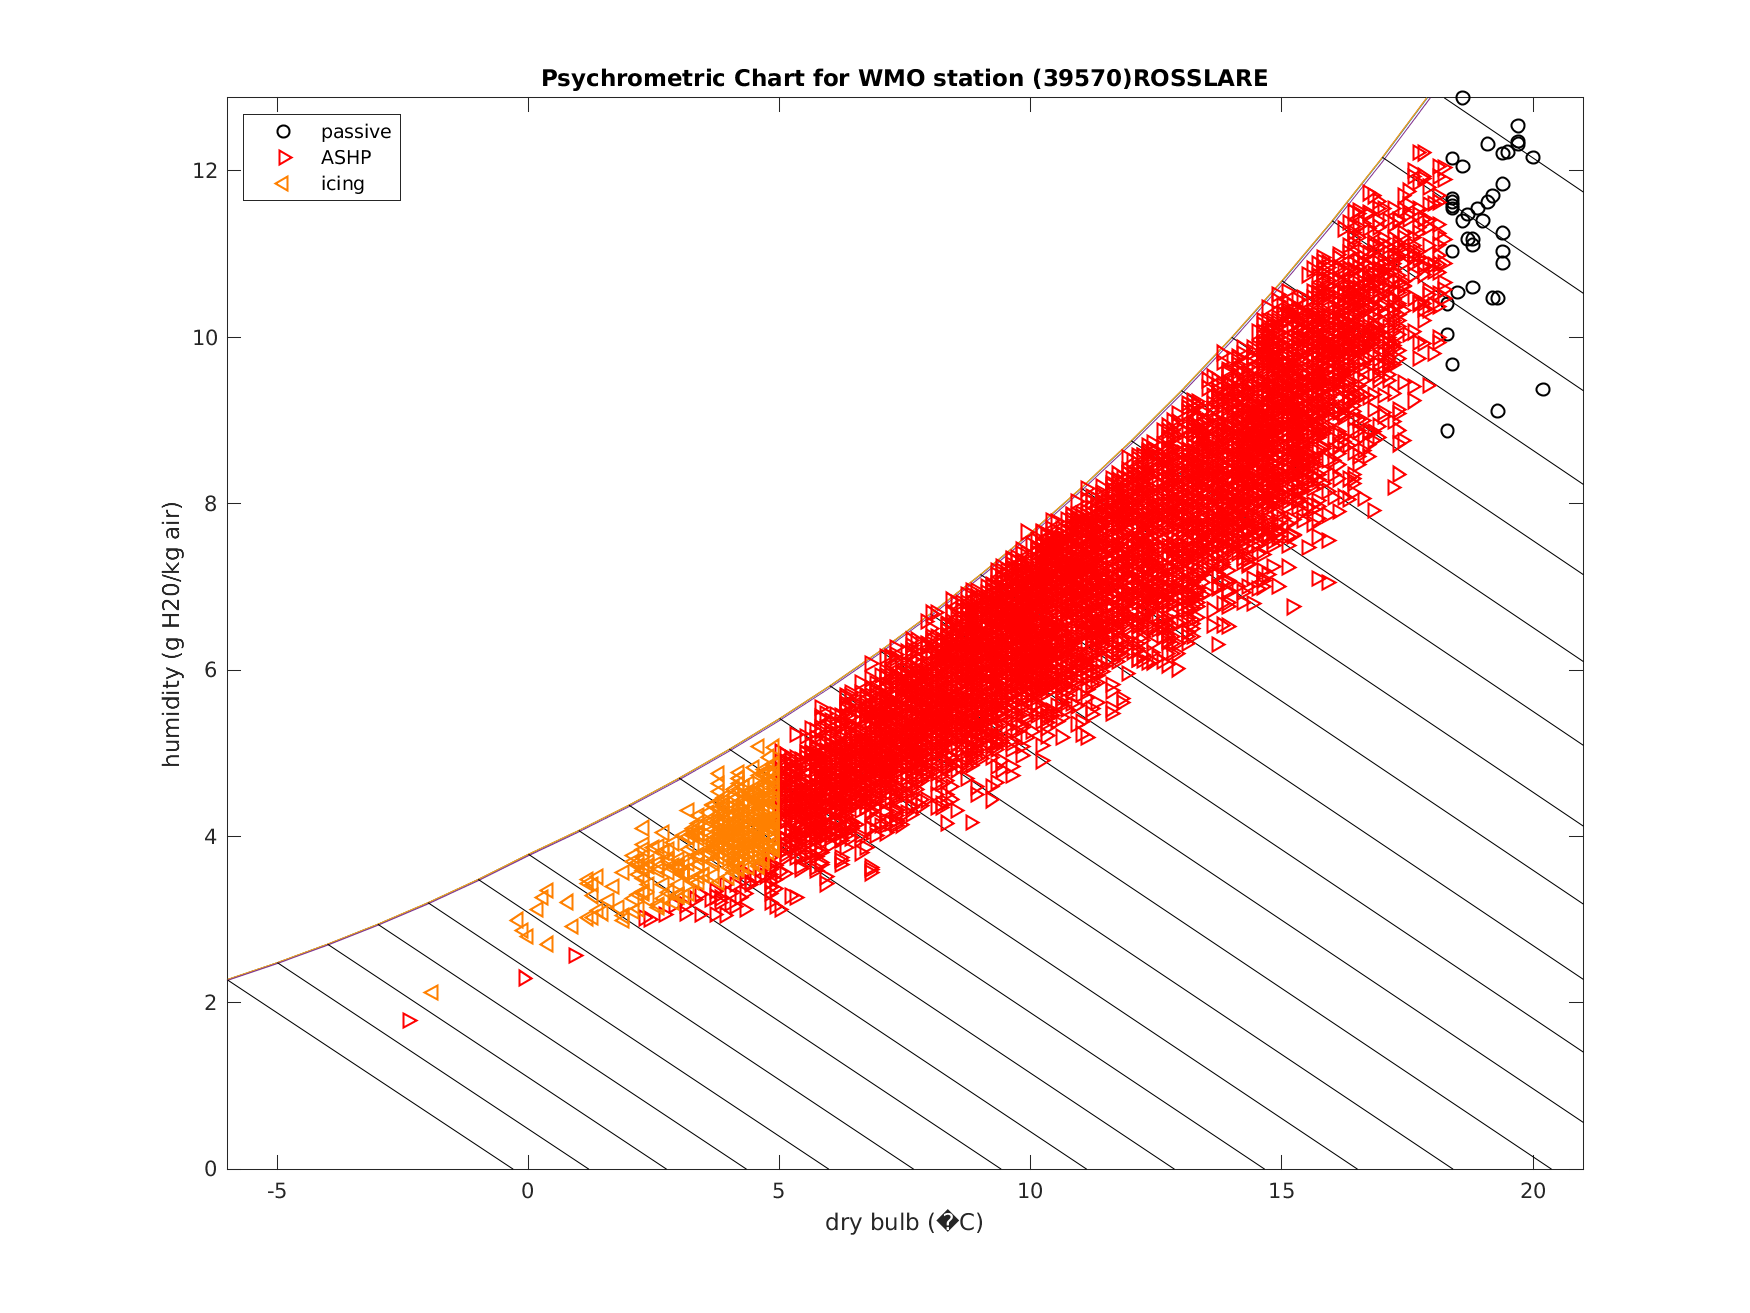 Psychrometric Chart for WMO station (39570)ROSSLARE
passive
ASHP
icing
humidity (g H20/kg air)
12
10
8
6
4
2
0
-5 0 5 10 15 20
dry bulb (�C)